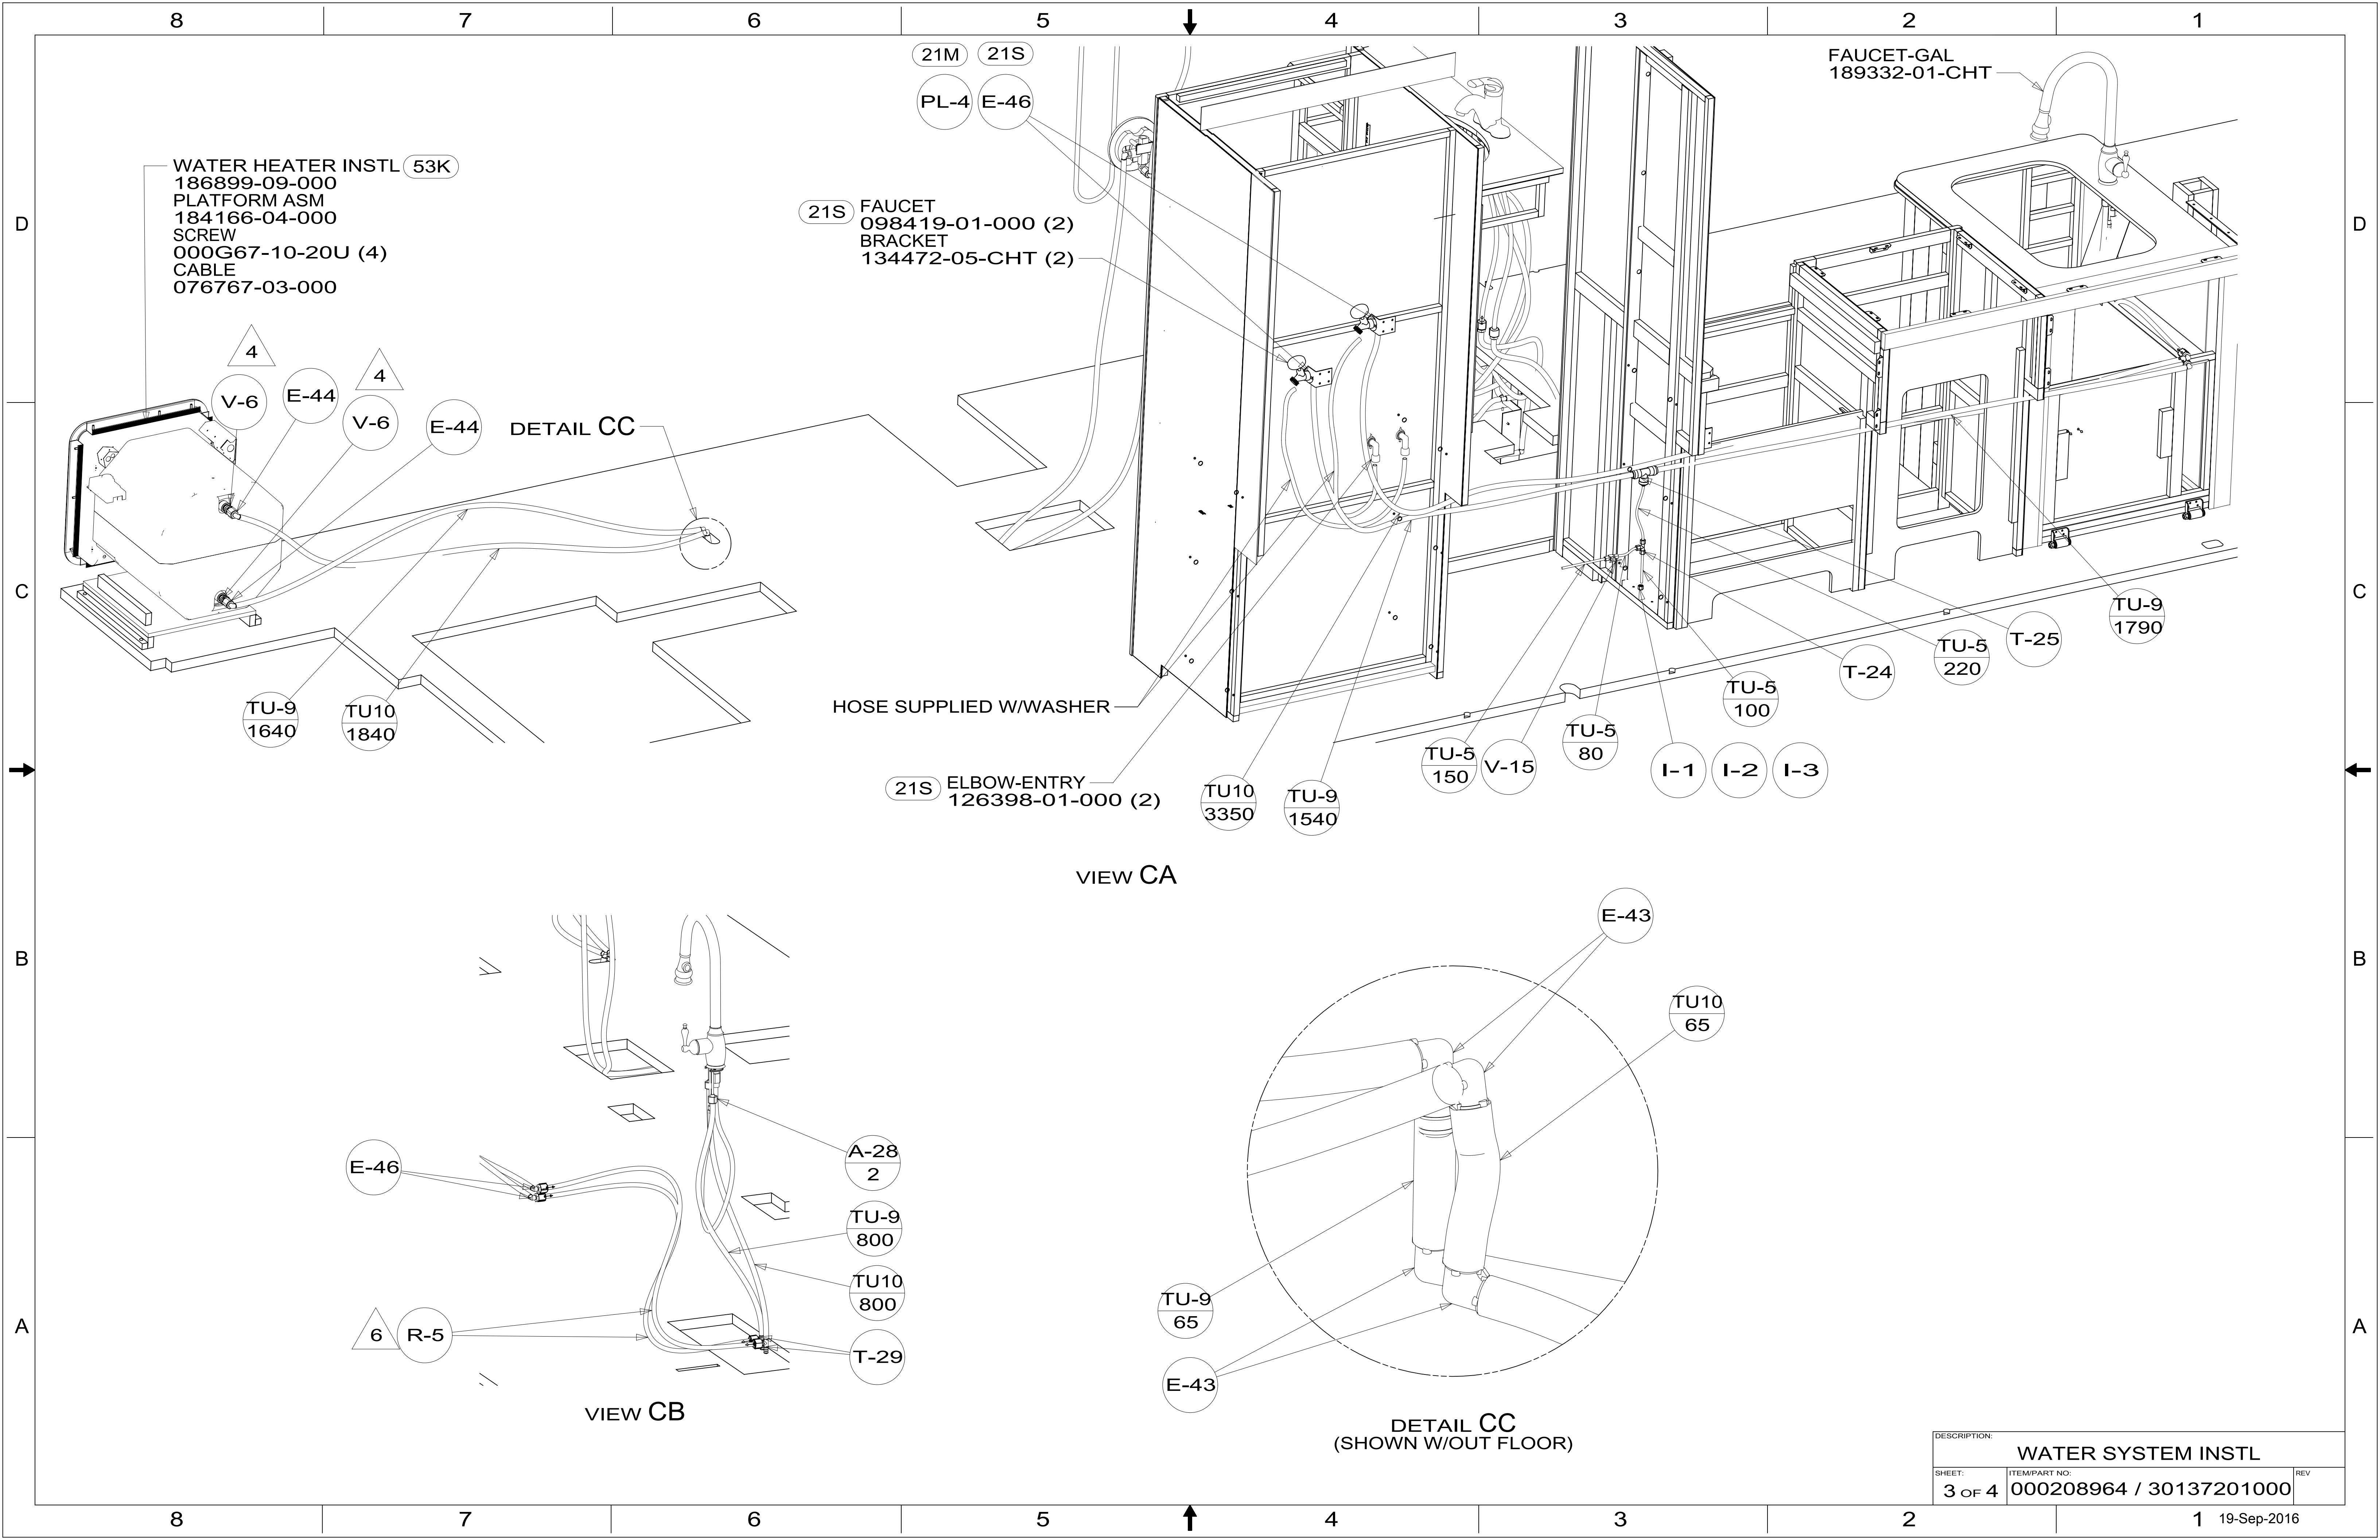 8 7 6 5 4 3 2 1
21M 21S
PL-4 E-46
FAUCET-GAL
189332-01-CHT
WATER HEATER INSTL 53K
186899-09-000
PLATFORM ASM
184166-04-000
SCREW
000G67-10-20U (4)
CABLE
076767-03-000
21S FAUCET
098419-01-000 (2)
BRACKET
134472-05-CHT (2)
D D
4
V-6
E-44
4
V-6
E-44
DETAIL CC
C C
TU-9
1640
TU10
1840
HOSE SUPPLIED W/WASHER
21S ELBOW-ENTRY
126398-01-000 (2)
TU10
3350
TU-9
1540
TU-5
150
V-15
TU-5
80
I-1 I-2 I-3
TU-5
100
T-24
TU-5
220
T-25
TU-9
1790
VIEW CA
B B
E-46
A-28
2
TU-9
800
TU10
800
6 R-5
T-29
VIEW CB
E-43
TU10
65
TU-9
65
E-43
DETAIL CC
(SHOWN W/OUT FLOOR)
A A
DESCRIPTION:
WATER SYSTEM INSTL
SHEET: ITEM/PART NO: REV
3 OF 4 000208964 / 30137201000
8 7 6 5 4 3 2 1
19-Sep-2016